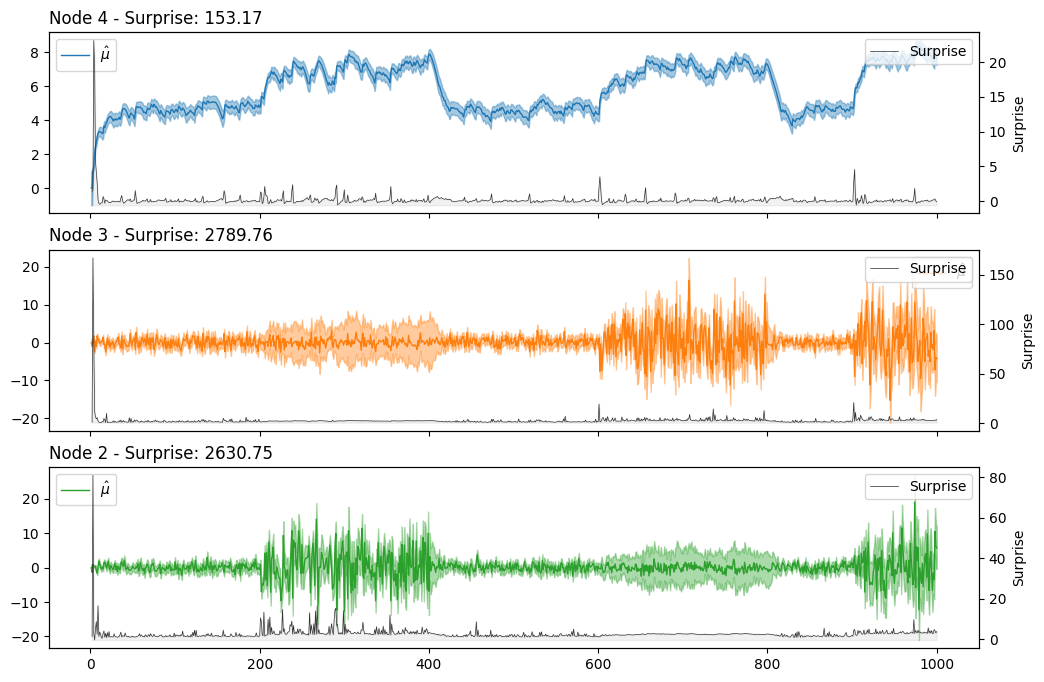 Node 4 - Surprise: 153.17
μ̂
Surprise
8
6
4
2
0
20
15
10
5
0
Surprise
Node 3 - Surprise: 2789.76
Surprise
μ̂
20
10
0
−10
−20
150
100
50
0
Surprise
Node 2 - Surprise: 2630.75
μ̂
Surprise
20
10
0
−10
−20
80
60
40
20
0
Surprise
0 200 400 600 800 1000